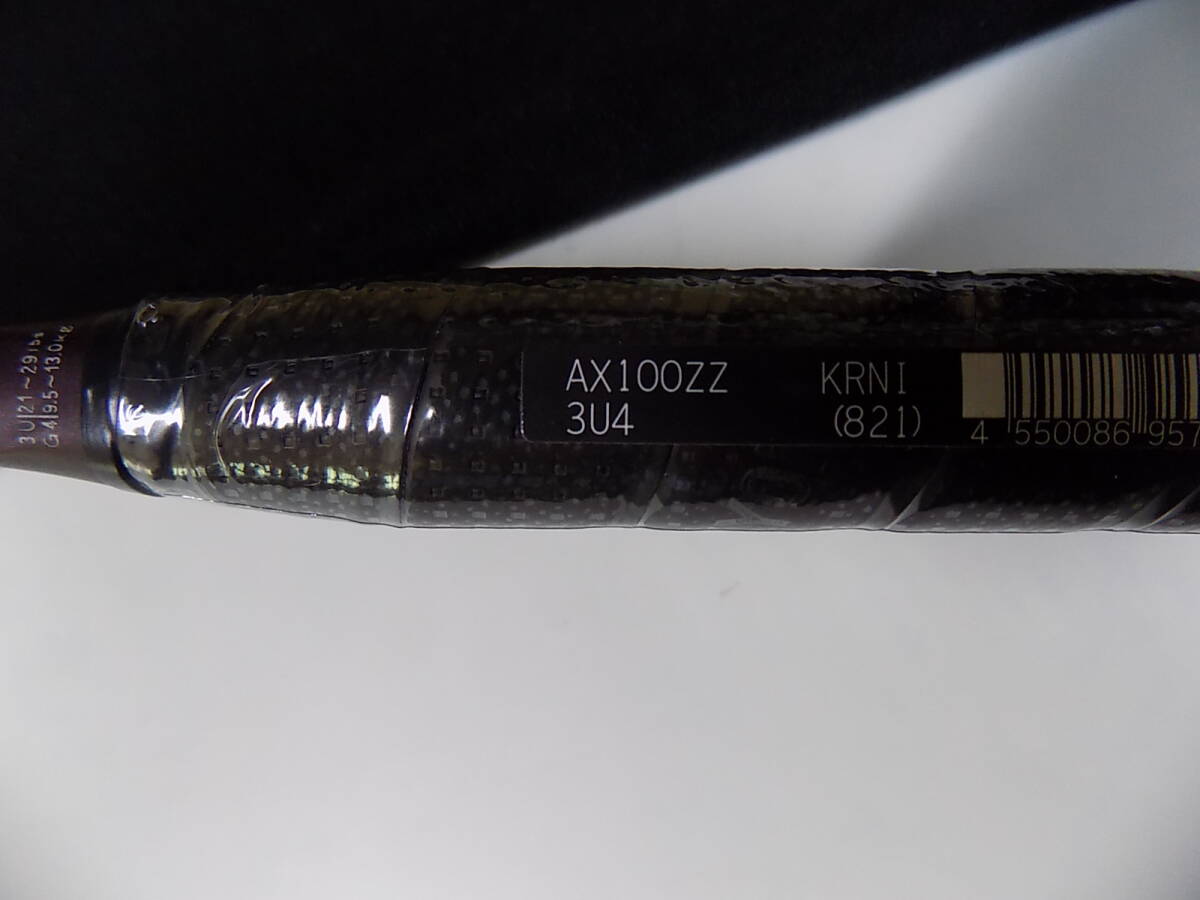 3U|21~29lbs
G4|9.5~13.0kg
AX100ZZ KRNI
3U4 (821)
4 550086 957